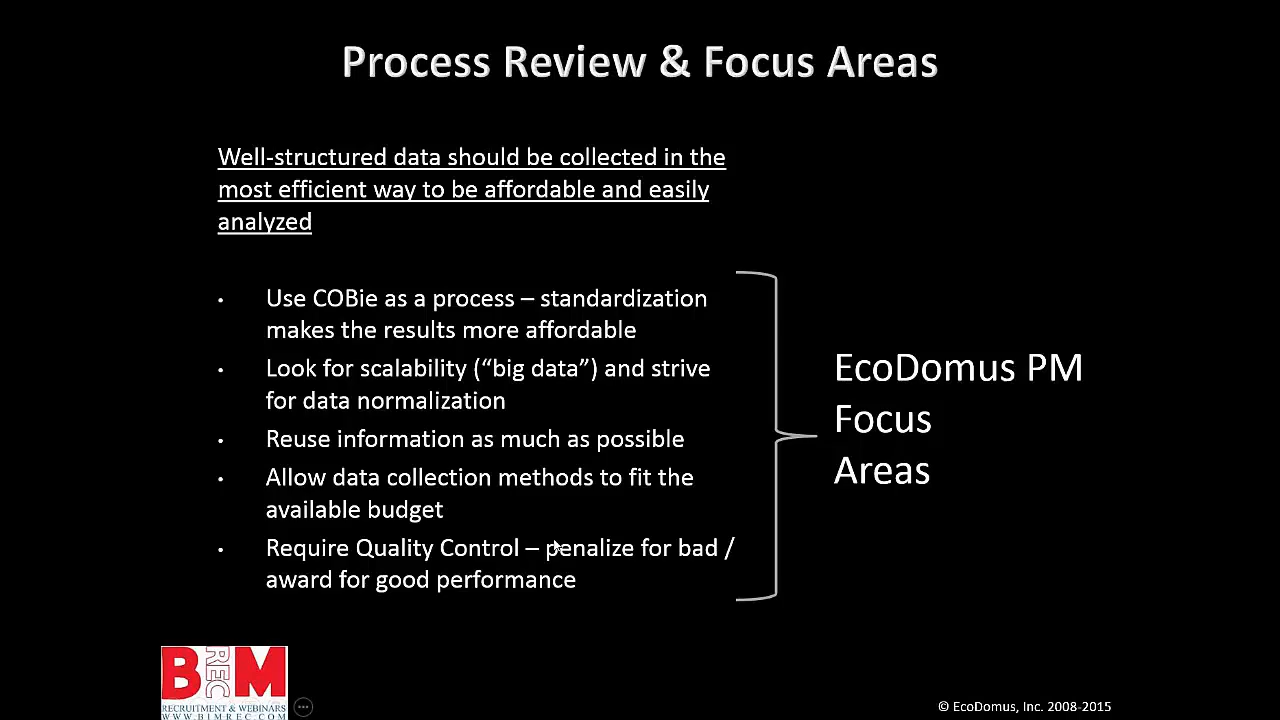 Process Review & Focus Areas
Well-structured data should be collected in the
most efficient way to be affordable and easily
analyzed
• Use COBie as a process – standardization
makes the results more affordable
• Look for scalability (“big data”) and strive
for data normalization
• Reuse information as much as possible
• Allow data collection methods to fit the
available budget
• Require Quality Control – penalize for bad /
award for good performance
EcoDomus PM
Focus
Areas
BIM
REC
RECRUITMENT & WEBINARS
WWW.BIMREC.COM
© EcoDomus, Inc. 2008-2015